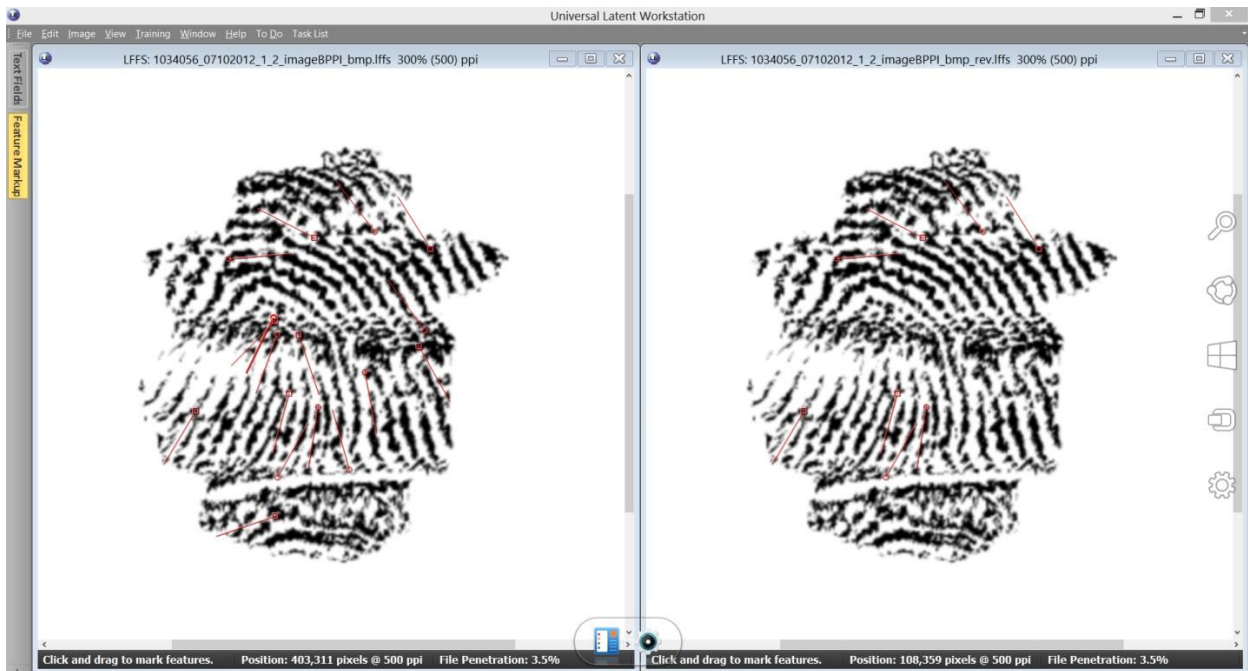 Universal Latent Workstation
File Edit Image View Training Window Help To Do Task List
Text Fields
Feature Markup
LFFS: 1034056_07102012_1_2_imageBPPI_bmp.lffs 300% (500) ppi
LFFS: 1034056_07102012_1_2_imageBPPI_bmp_rev.lffs 300% (500) ppi
Click and drag to mark features. Position: 403,311 pixels @ 500 ppi File Penetration: 3.5%
Click and drag to mark features. Position: 108,359 pixels @ 500 ppi File Penetration: 3.5%